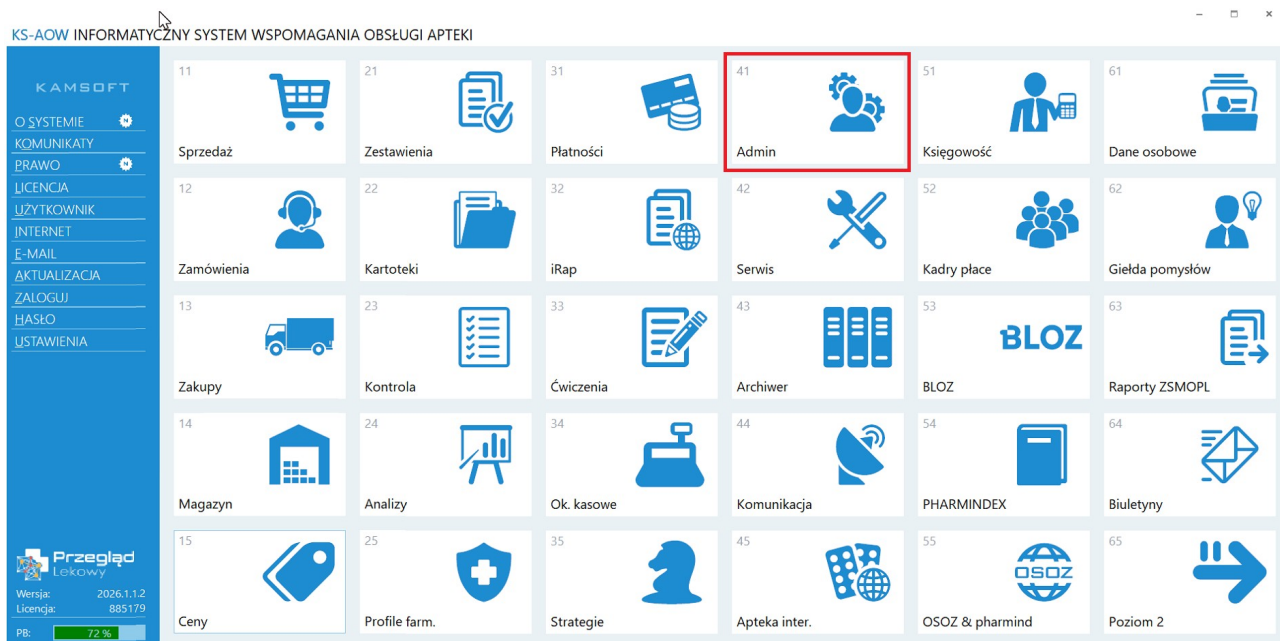 KS-AOW INFORMATYCZNY SYSTEM WSPOMAGANIA OBSŁUGI APTEKI
KAMSOFT
O SYSTEMIE N
KOMUNIKATY
PRAWO N
LICENCJA
UŻYTKOWNIK
INTERNET
E-MAIL
AKTUALIZACJA
ZALOGUJ
HASŁO
USTAWIENIA
Przegląd
Lekowy
Wersja: 2026.1.1.2
Licencja: 885179
PB: 72 %
11
Sprzedaż
21
Zestawienia
31
Płatności
41
Admin
51
Księgowość
61
Dane osobowe
12
Zamówienia
22
Kartoteki
32
iRap
42
Serwis
52
Kadry płace
62
Giełda pomysłów
13
Zakupy
23
Kontrola
33
Ćwiczenia
43
Archiwer
53
BLOZ
BLOZ
63
Raporty ZSMOPL
14
Magazyn
24
Analizy
34
Ok. kasowe
44
Komunikacja
54
PHARMINDEX
64
Biuletyny
15
Ceny
25
Profile farm.
35
Strategie
45
Apteka inter.
55
OSOZ
OSOZ & pharmind
65
Poziom 2